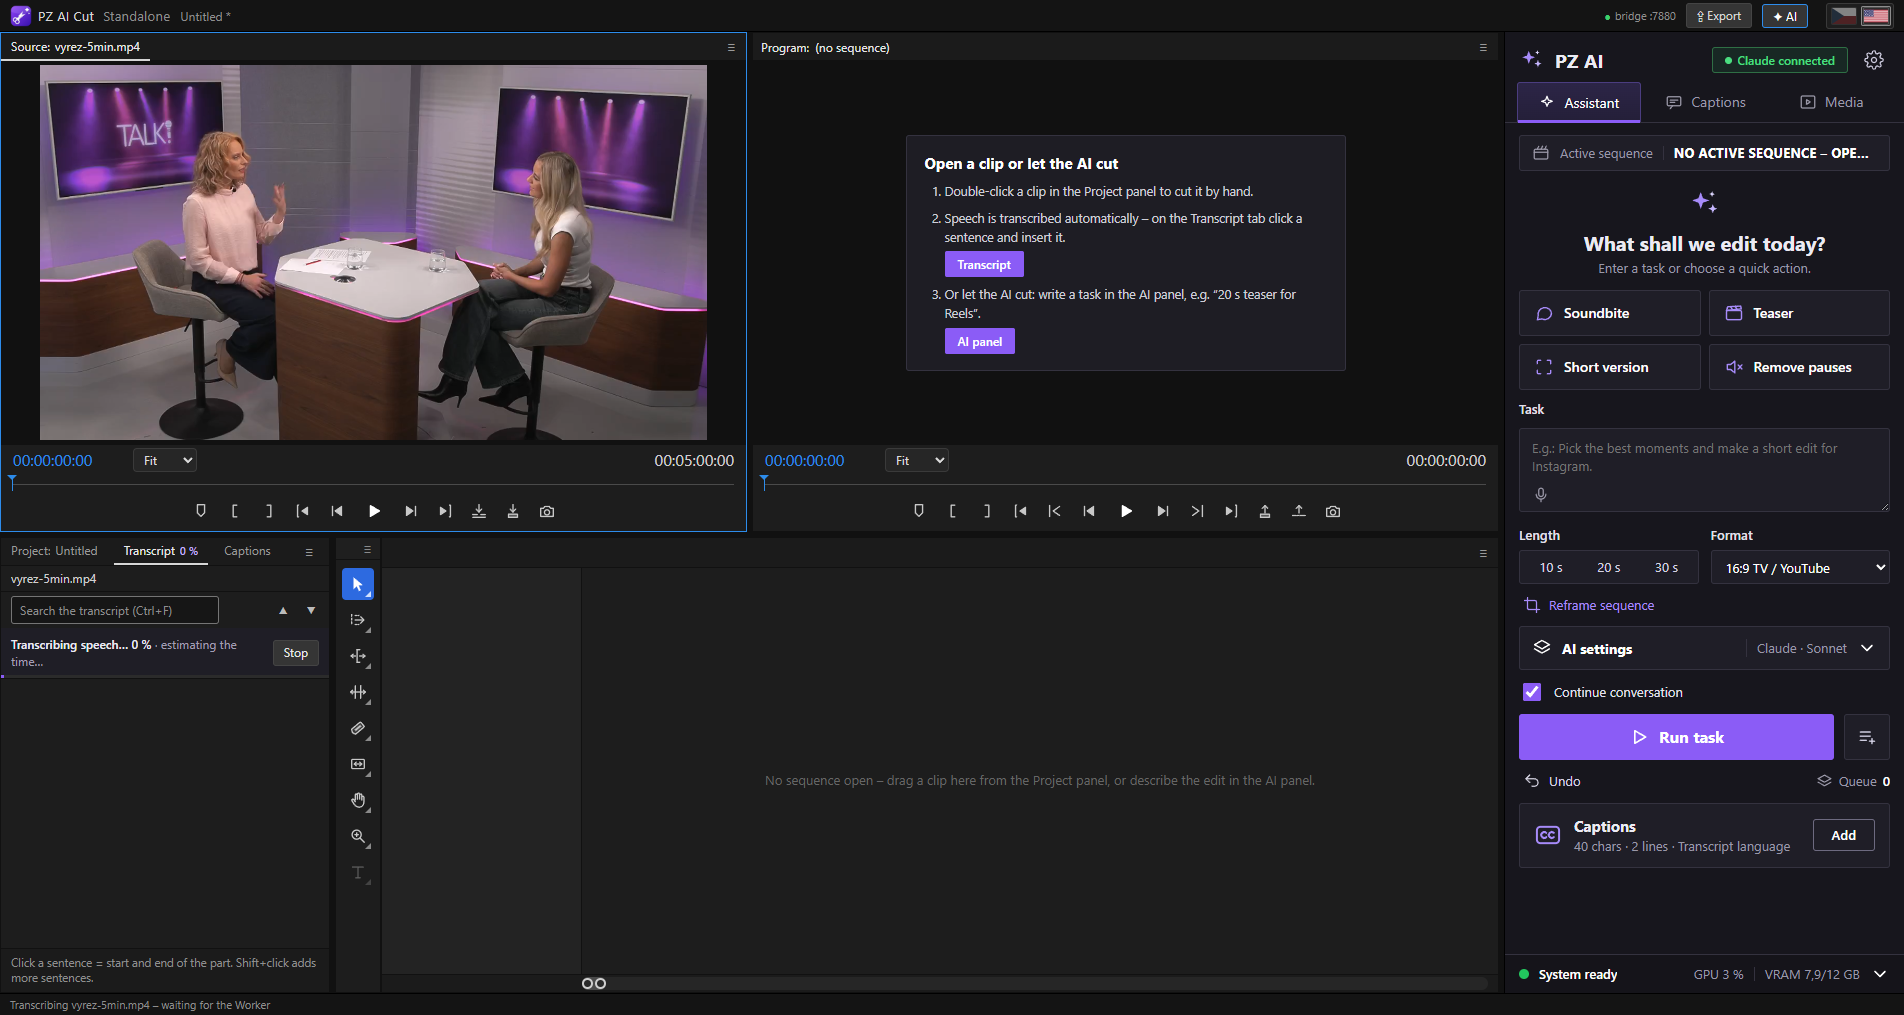 PZ AI Cut Standalone Untitled *
bridge :7880 Export AI
Source: vyrez-5min.mp4
TALK!
00:00:00:00 Fit 00:05:00:00
Program: (no sequence)
Open a clip or let the AI cut
1. Double-click a clip in the Project panel to cut it by hand.
2. Speech is transcribed automatically – on the Transcript tab click a
sentence and insert it.
Transcript
3. Or let the AI cut: write a task in the AI panel, e.g. “20 s teaser for
Reels”.
AI panel
00:00:00:00 Fit 00:00:00:00
Project: Untitled Transcript 0 % Captions
vyrez-5min.mp4
Search the transcript (Ctrl+F)
Transcribing speech... 0 % · estimating the
time...
Stop
Click a sentence = start and end of the part. Shift+click adds
more sentences.
No sequence open – drag a clip here from the Project panel, or describe the edit in the AI panel.
Transcribing vyrez-5min.mp4 – waiting for the Worker
PZ AI Claude connected
Assistant Captions Media
Active sequence NO ACTIVE SEQUENCE – OPE...
What shall we edit today?
Enter a task or choose a quick action.
Soundbite Teaser
Short version Remove pauses
Task
E.g.: Pick the best moments and make a short edit for
Instagram.
Length Format
10 s 20 s 30 s 16:9 TV / YouTube
Reframe sequence
AI settings Claude · Sonnet
Continue conversation
Run task
Undo Queue 0
CC
Captions
40 chars · 2 lines · Transcript language
Add
System ready GPU 3 % VRAM 7,9/12 GB